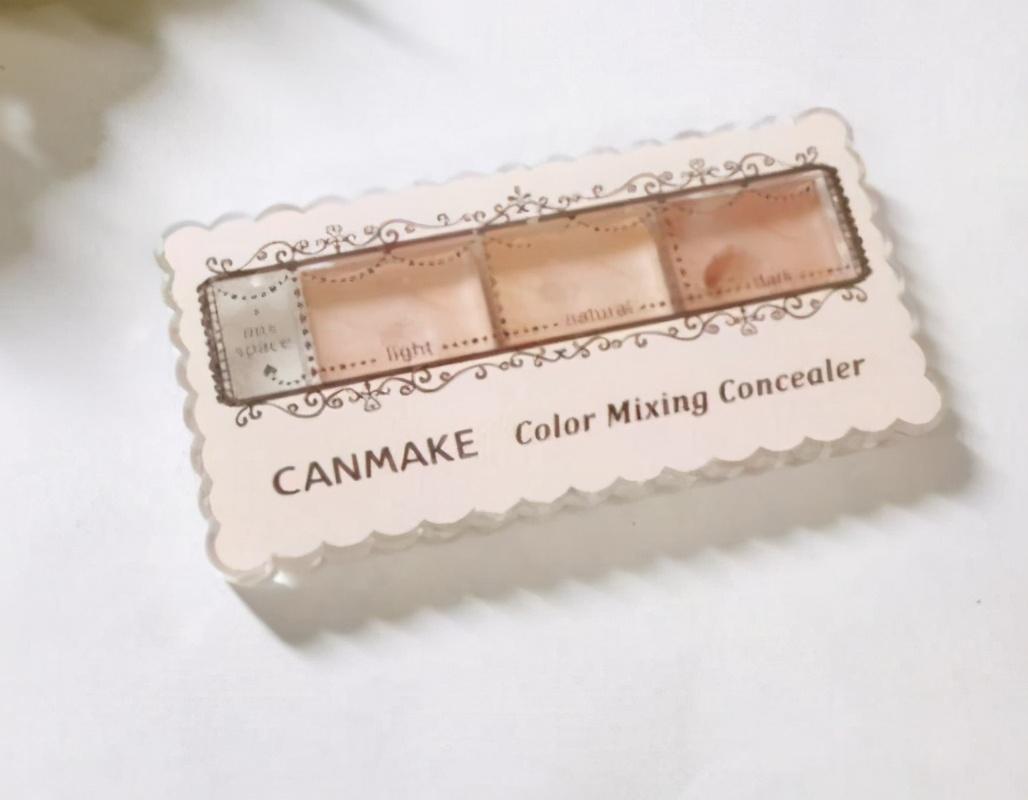 mix
space
light
natural
dark
CANMAKE Color Mixing Concealer